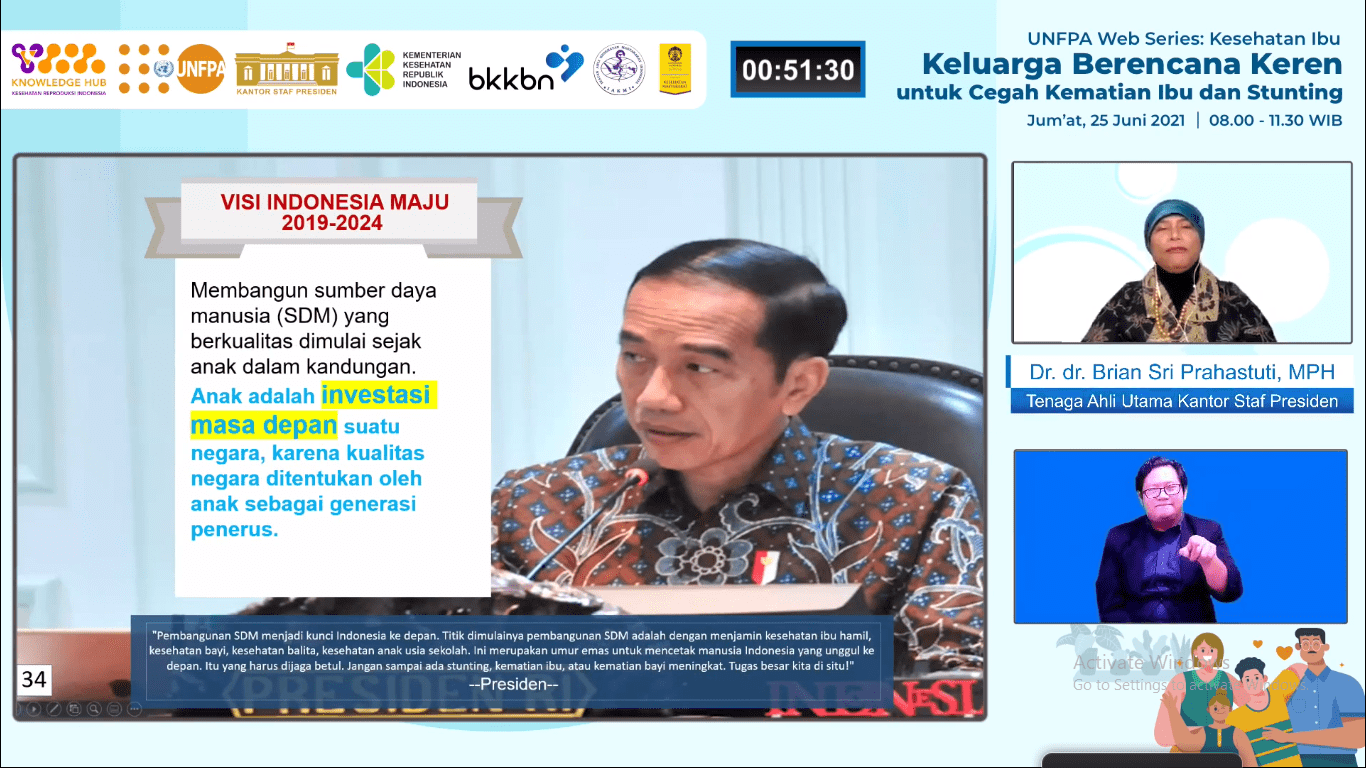 KNOWLEDGE HUB
KESEHATAN REPRODUKSI INDONESIA
UNFPA
KANTOR STAF PRESIDEN
KEMENTERIAN
KESEHATAN
REPUBLIK
INDONESIA
bkkbn
00:51:30
UNFPA Web Series: Kesehatan Ibu
Keluarga Berencana Keren
untuk Cegah Kematian Ibu dan Stunting
Jum'at, 25 Juni 2021 | 08.00 - 11.30 WIB
VISI INDONESIA MAJU
2019-2024
Membangun sumber daya
manusia (SDM) yang
berkualitas dimulai sejak
anak dalam kandungan.
Anak adalah investasi
masa depan suatu
negara, karena kualitas
negara ditentukan oleh
anak sebagai generasi
penerus.
"Pembangunan SDM menjadi kunci Indonesia ke depan. Titik dimulainya pembangunan SDM adalah dengan menjamin kesehatan ibu hamil,
kesehatan bayi, kesehatan balita, kesehatan anak usia sekolah. Ini merupakan umur emas untuk mencetak manusia Indonesia yang unggul ke
depan. Itu yang harus dijaga betul. Jangan sampai ada stunting, kematian ibu, atau kematian bayi meningkat. Tugas besar kita di situ!"
--Presiden--
34
Dr. dr. Brian Sri Prahastuti, MPH
Tenaga Ahli Utama Kantor Staf Presiden
Activate Windows
Go to Settings to activate Windows.